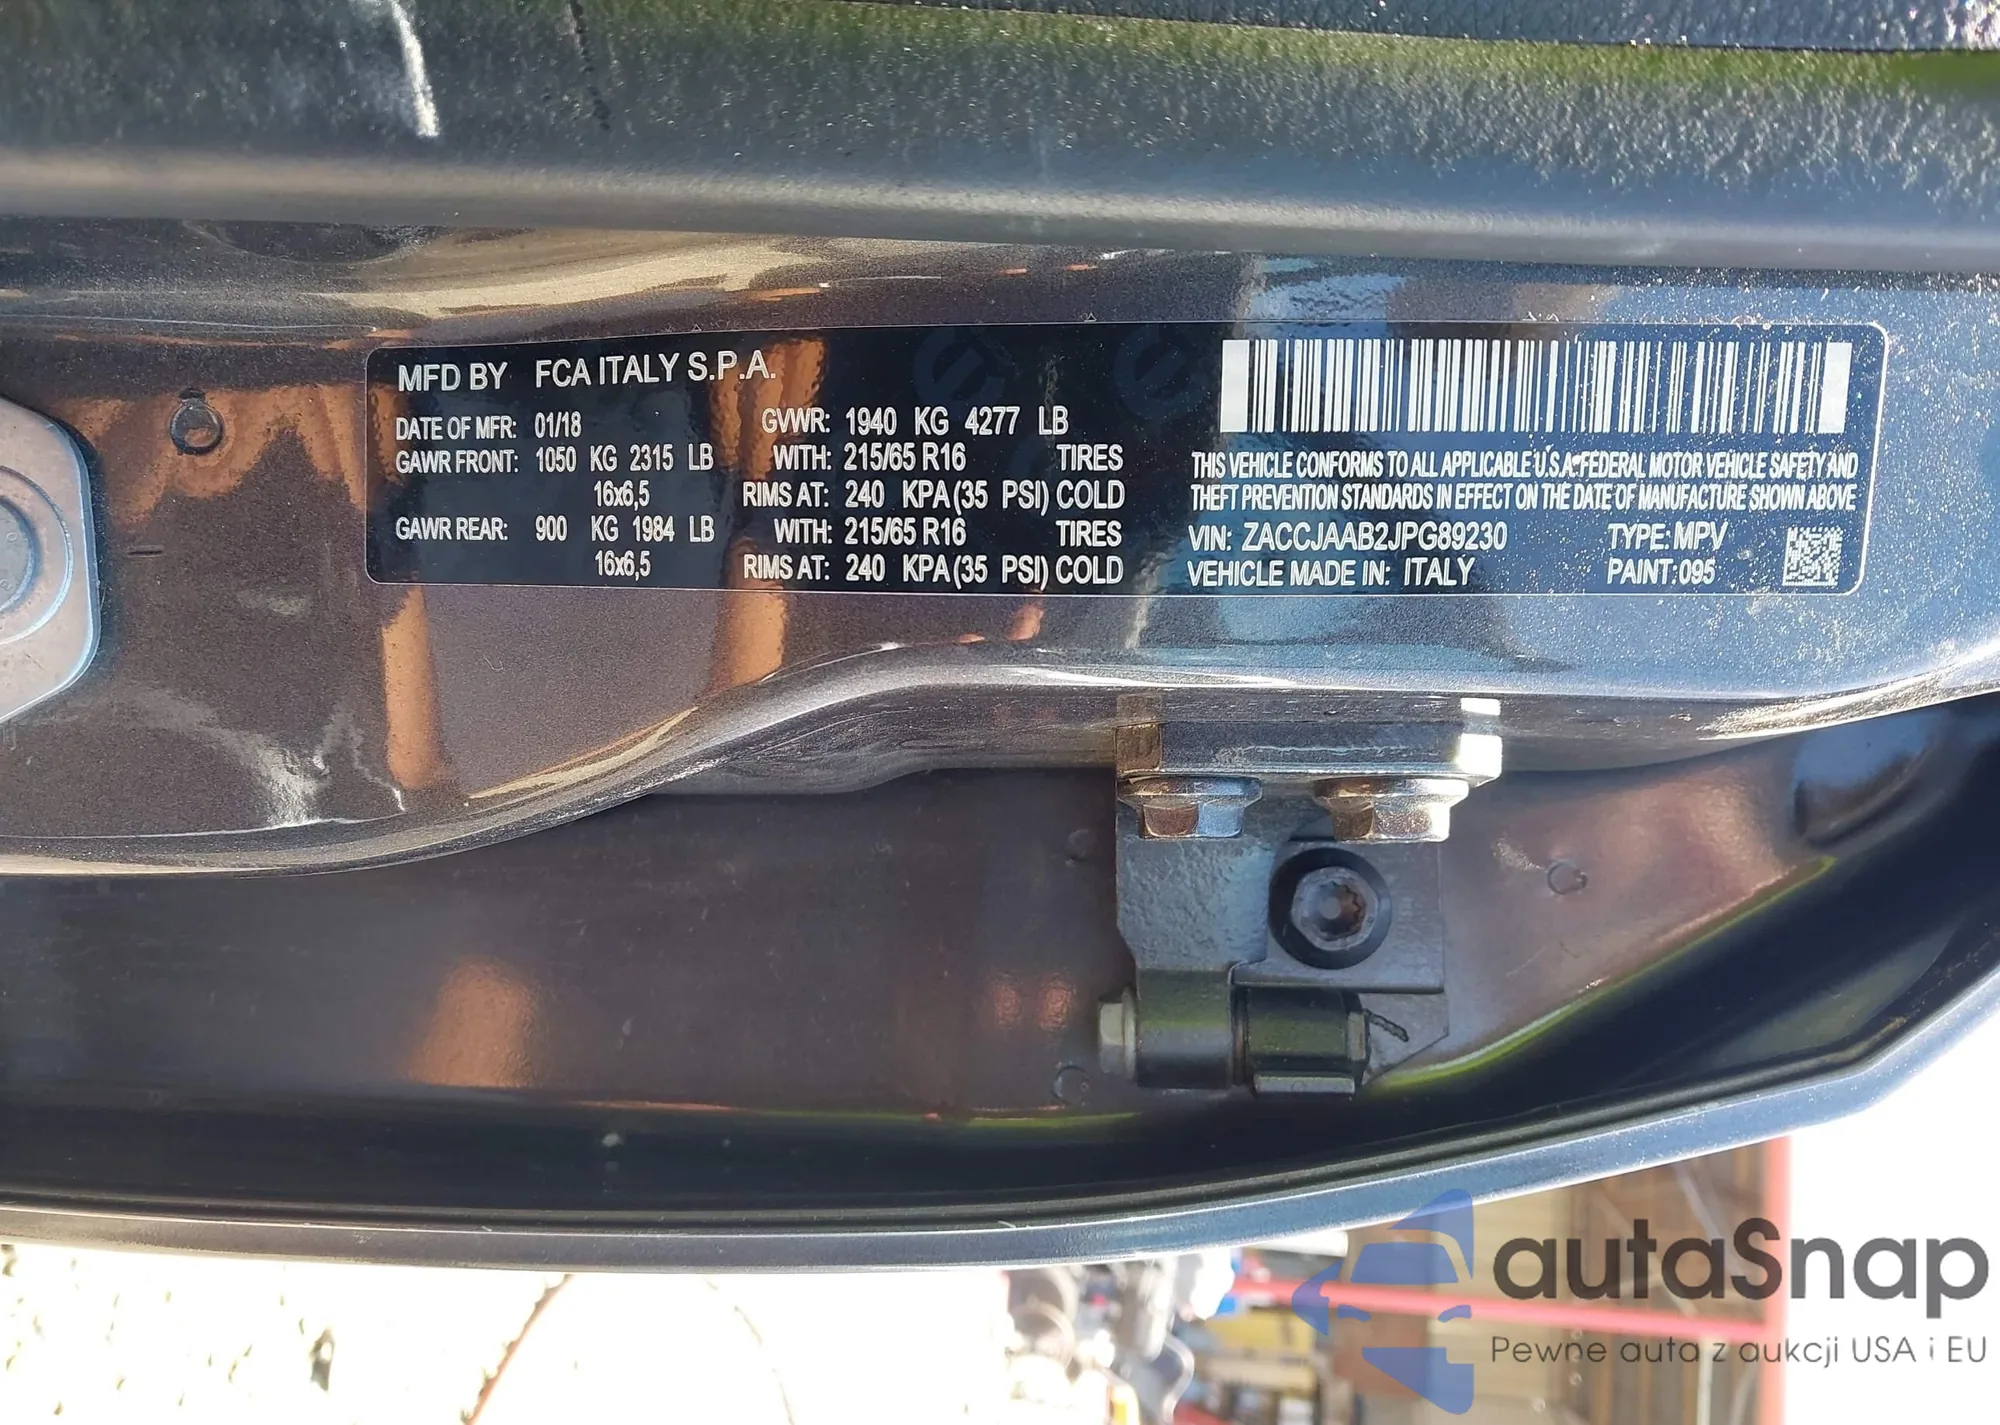 MFD BY FCA ITALY S.P.A.
DATE OF MFR: 01/18 GVWR: 1940 KG 4277 LB
GAWR FRONT: 1050 KG 2315 LB WITH: 215/65 R16 TIRES
16x6,5 RIMS AT: 240 KPA(35 PSI) COLD
GAWR REAR: 900 KG 1984 LB WITH: 215/65 R16 TIRES
16x6,5 RIMS AT: 240 KPA(35 PSI) COLD
THIS VEHICLE CONFORMS TO ALL APPLICABLE U.S.A. FEDERAL MOTOR VEHICLE SAFETY AND
THEFT PREVENTION STANDARDS IN EFFECT ON THE DATE OF MANUFACTURE SHOWN ABOVE
VIN: ZACCJAAB2JPG89230 TYPE: MPV
VEHICLE MADE IN: ITALY PAINT: 095
autoSnap
Pewne auta z aukcji USA i EU